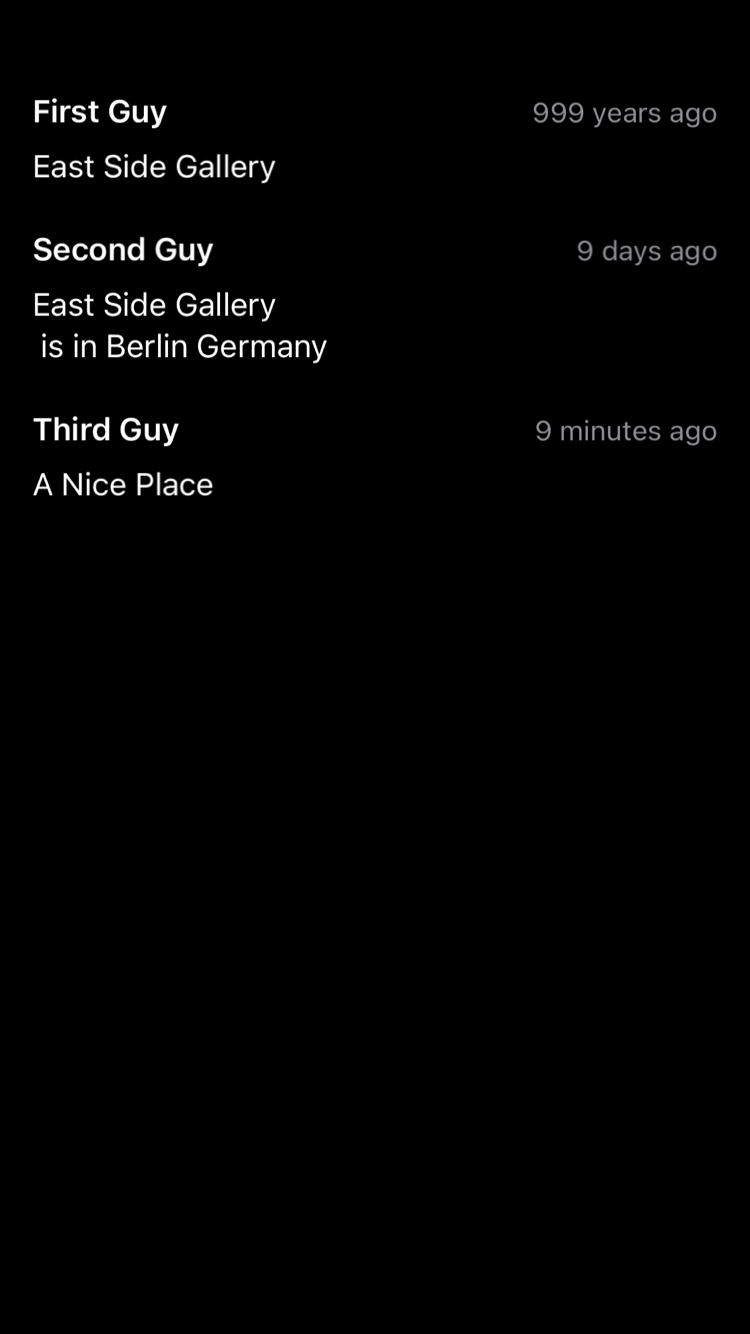 First Guy 999 years ago
East Side Gallery
Second Guy 9 days ago
East Side Gallery
is in Berlin Germany
Third Guy 9 minutes ago
A Nice Place